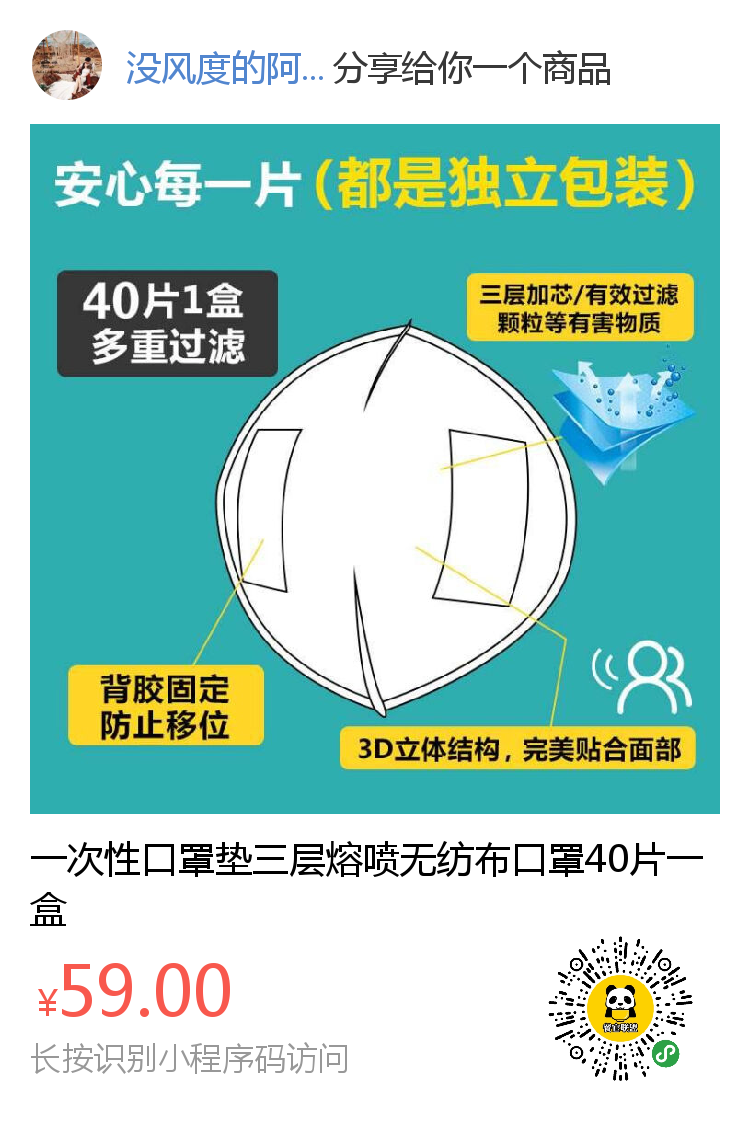 没风度的阿... 分享给你一个商品
安心每一片(都是独立包装)
40片1盒
多重过滤
三层加芯/有效过滤
颗粒等有害物质
背胶固定
防止移位
3D立体结构，完美贴合面部
一次性口罩垫三层熔喷无纺布口罩40片一
盒
¥59.00
长按识别小程序码访问